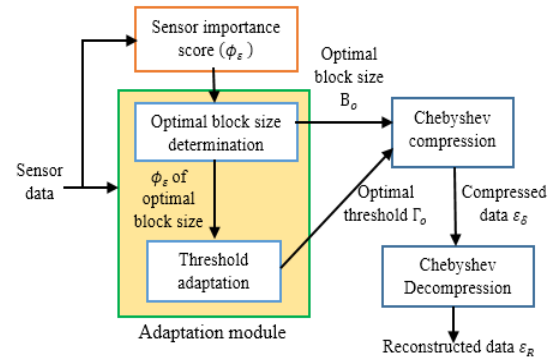 Sensor importance
score (ϕ_ε )
Optimal
block size
B_o
Optimal block size
determination
Chebyshev
compression
Sensor
data
ϕ_ε of
optimal
block size
Optimal
threshold Γ_o
Compressed
data ε_S
Threshold
adaptation
Chebyshev
Decompression
Adaptation module
Reconstructed data ε_R